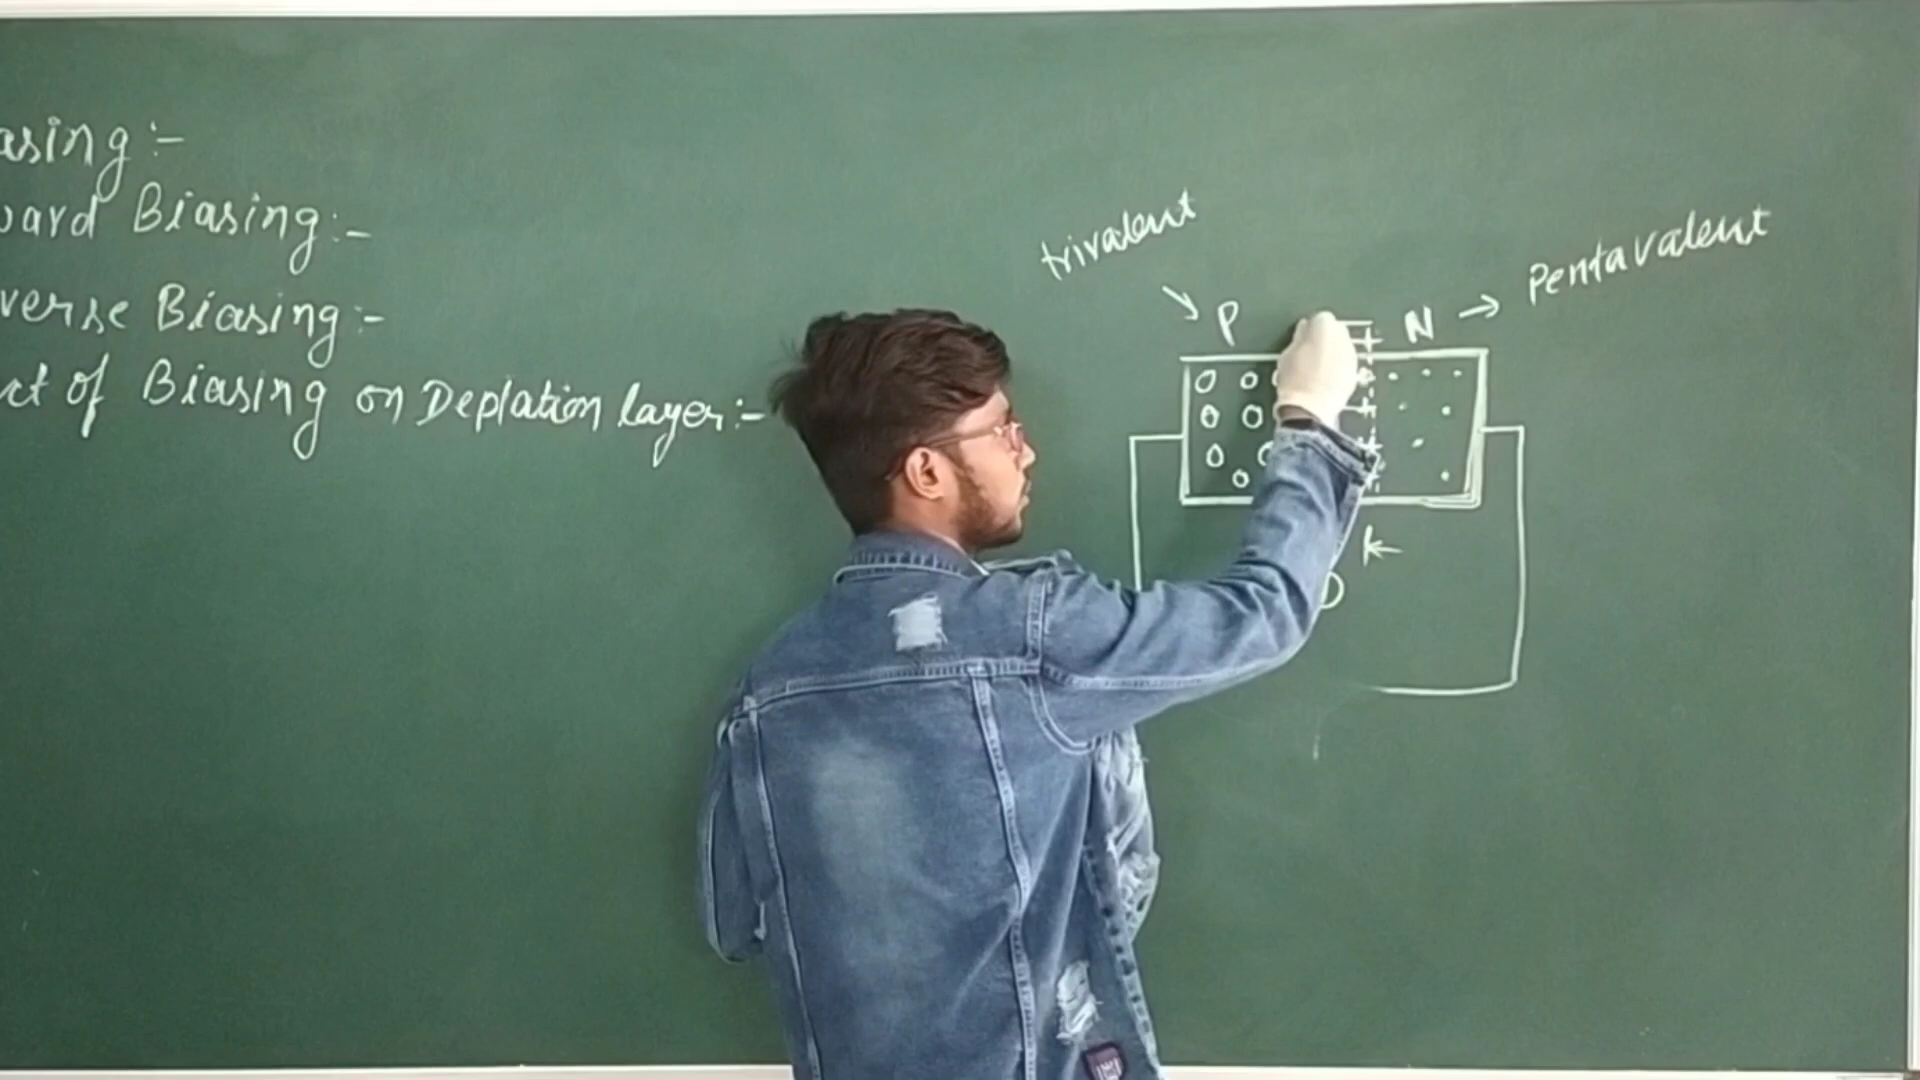 asing:-
ward Biasing:-
verse Biasing:-
ct of Biasing on Deplation layer:-
trivalent
P
N → Pentavalent
D